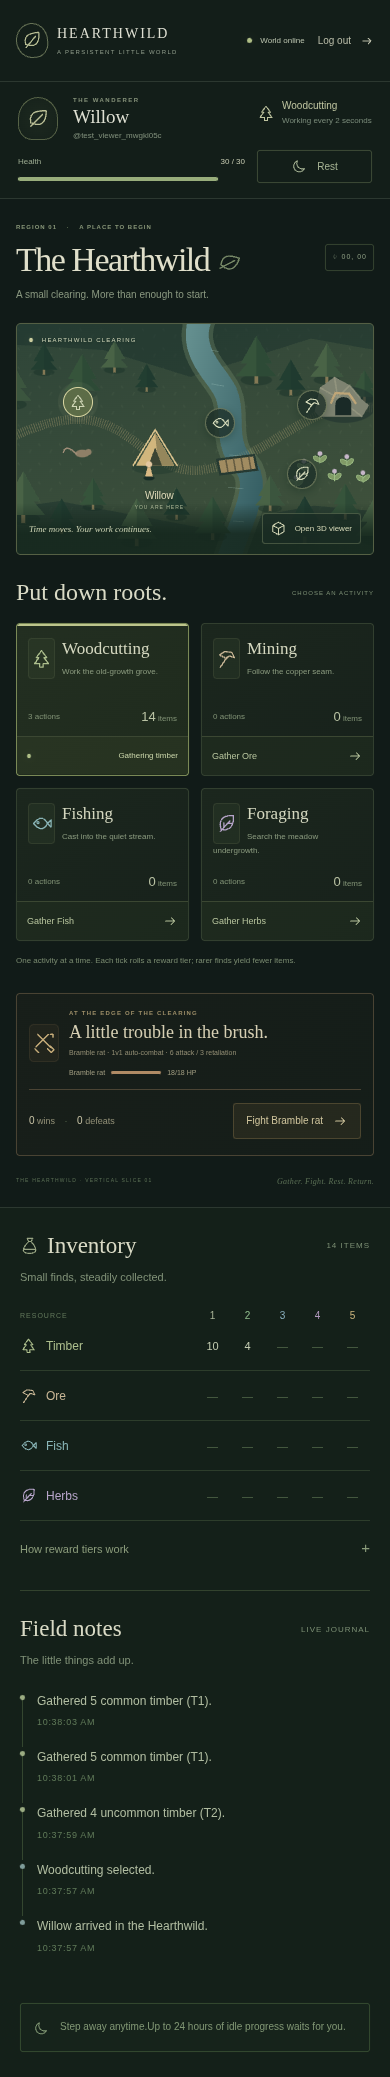 HEARTHWILD
A PERSISTENT LITTLE WORLD
World online
Log out
THE WANDERER
Willow
@test_viewer_mwgki05c
Woodcutting
Working every 2 seconds
Health 30 / 30
Rest
REGION 01 · A PLACE TO BEGIN
The Hearthwild
00, 00
A small clearing. More than enough to start.
HEARTHWILD CLEARING
Willow
YOU ARE HERE
Time moves. Your work continues.
Open 3D viewer
Put down roots.
CHOOSE AN ACTIVITY
Woodcutting
Work the old-growth grove.
3 actions
14 items
Gathering timber
Mining
Follow the copper seam.
0 actions
0 items
Gather Ore
Fishing
Cast into the quiet stream.
0 actions
0 items
Gather Fish
Foraging
Search the meadow
undergrowth.
0 actions
0 items
Gather Herbs
One activity at a time. Each tick rolls a reward tier; rarer finds yield fewer items.
AT THE EDGE OF THE CLEARING
A little trouble in the brush.
Bramble rat · 1v1 auto-combat · 6 attack / 3 retaliation
Bramble rat 18/18 HP
0 wins · 0 defeats
Fight Bramble rat
THE HEARTHWILD · VERTICAL SLICE 01
Gather. Fight. Rest. Return.
Inventory
14 ITEMS
Small finds, steadily collected.
RESOURCE 1 2 3 4 5
Timber 10 4 — — —
Ore — — — — —
Fish — — — — —
Herbs — — — — —
How reward tiers work +
Field notes
LIVE JOURNAL
The little things add up.
Gathered 5 common timber (T1).
10:38:03 AM
Gathered 5 common timber (T1).
10:38:01 AM
Gathered 4 uncommon timber (T2).
10:37:59 AM
Woodcutting selected.
10:37:57 AM
Willow arrived in the Hearthwild.
10:37:57 AM
Step away anytime.Up to 24 hours of idle progress waits for you.